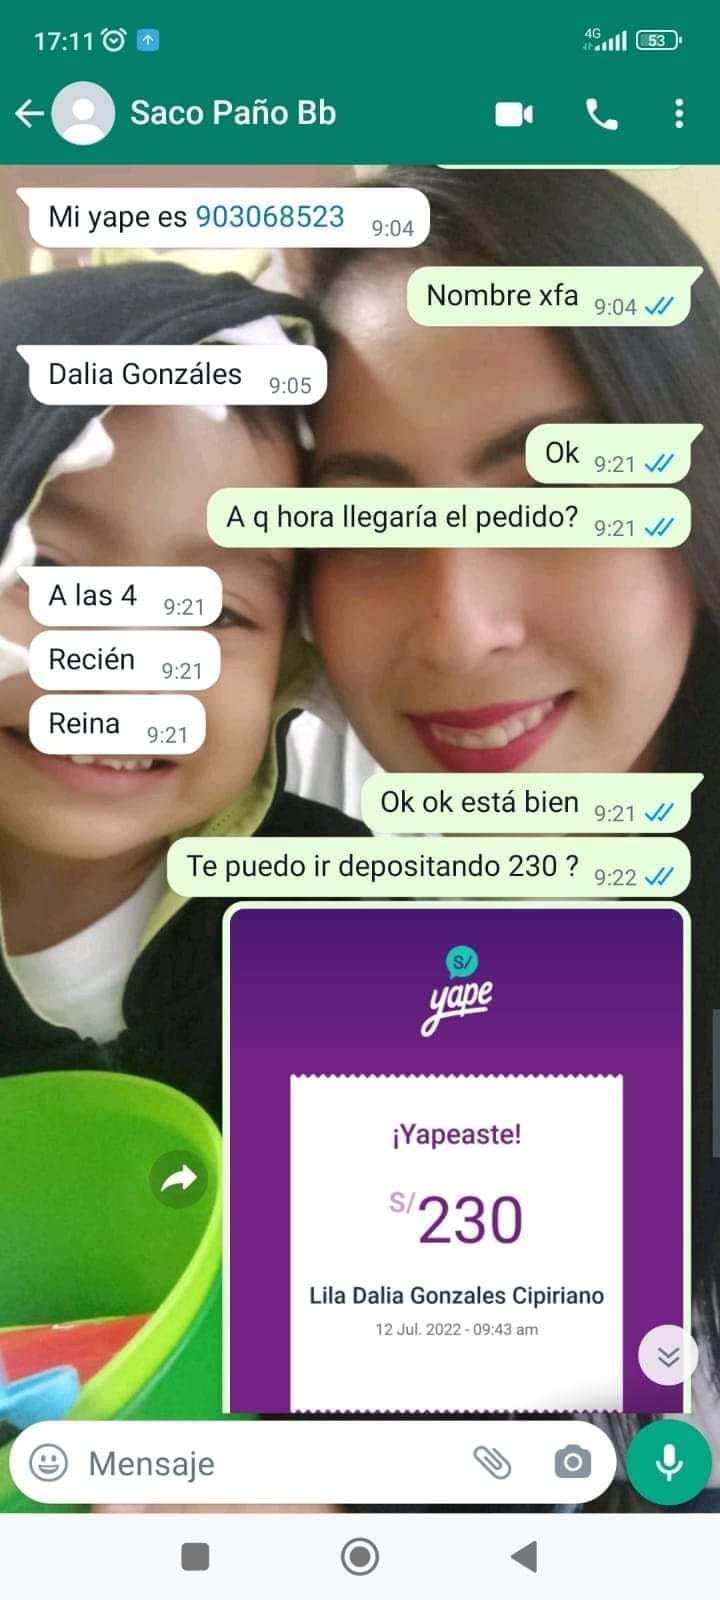 17:11
4G
53
Saco Paño Bb
Mi yape es 903068523 9:04
Nombre xfa 9:04
Dalia Gonzáles 9:05
Ok 9:21
A q hora llegaría el pedido? 9:21
A las 4 9:21
Recién 9:21
Reina 9:21
Ok ok está bien 9:21
Te puedo ir depositando 230 ? 9:22
S/
yape
¡Yapeaste!
S/230
Lila Dalia Gonzales Cipiriano
12 Jul. 2022 - 09:43 am
Mensaje